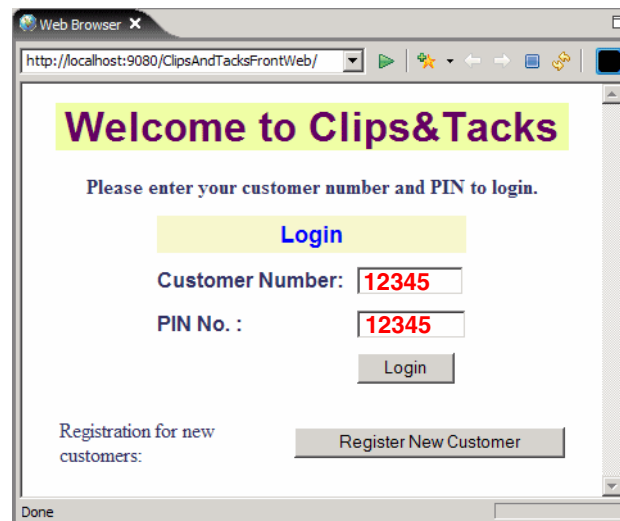 Web Browser
http://localhost:9080/ClipsAndTacksFrontWeb/
Welcome to Clips&Tacks
Please enter your customer number and PIN to login.
Login
Customer Number: 12345
PIN No. : 12345
Login
Registration for new
customers:
Register New Customer
Done